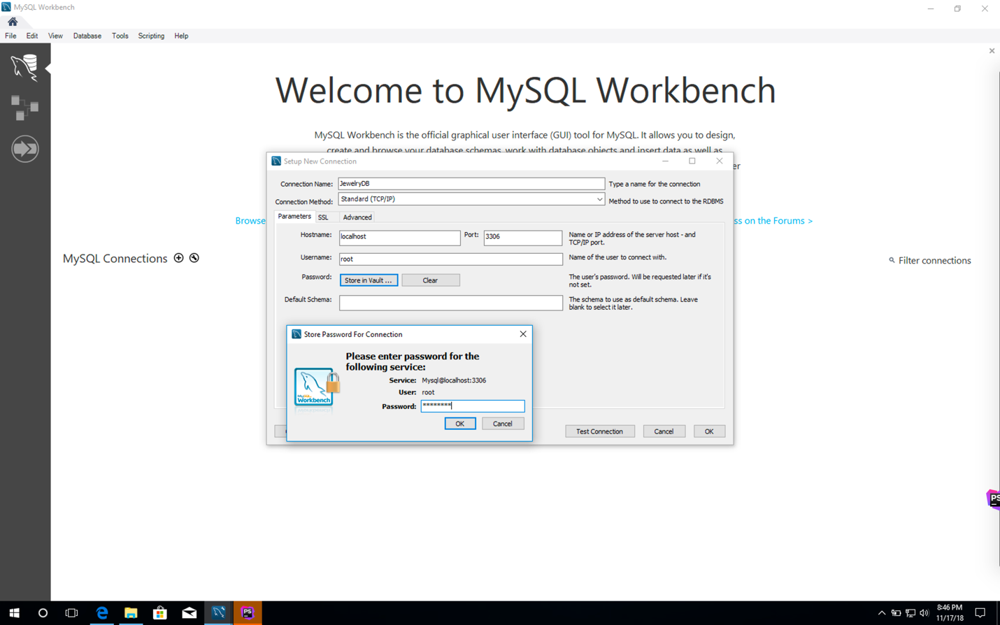 MySQL Workbench
File Edit View Database Tools Scripting Help
Welcome to MySQL Workbench
MySQL Workbench is the official graphical user interface (GUI) tool for MySQL. It allows you to design,
create and browse your database schemas, work with database objects and insert data as well as
er
Browse
ss on the Forums >
MySQL Connections
Filter connections
Setup New Connection
Connection Name: JewelryDB Type a name for the connection
Connection Method: Standard (TCP/IP) Method to use to connect to the RDBMS
Parameters SSL Advanced
Hostname: localhost Port: 3306 Name or IP address of the server host - and
TCP/IP port.
Username: root Name of the user to connect with.
Password: Store in Vault ... Clear The user's password. Will be requested later if it's
not set.
Default Schema: The schema to use as default schema. Leave
blank to select it later.
Store Password For Connection
Please enter password for the
following service:
Service: Mysql@localhost:3306
User: root
Password: ********
OK Cancel
MySQL
Workbench
Test Connection Cancel OK
PS
PS
8:46 PM
11/17/18